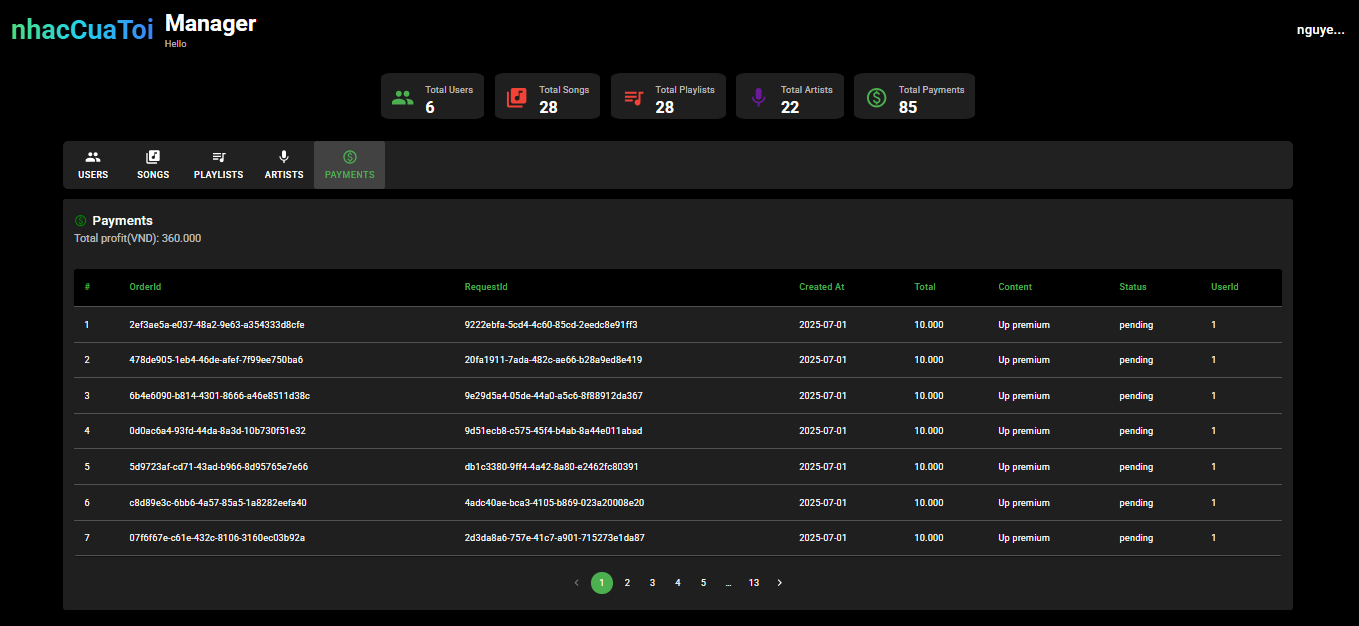 nhacCuaToi Manager
Hello
nguye...
Total Users
6
Total Songs
28
Total Playlists
28
Total Artists
22
Total Payments
85
USERS SONGS PLAYLISTS ARTISTS PAYMENTS
Payments
Total profit(VND): 360.000
# OrderId RequestId Created At Total Content Status UserId
1 2ef3ae5a-e037-48a2-9e63-a354333d8cfe 9222ebfa-5cd4-4c60-85cd-2eedc8e91ff3 2025-07-01 10.000 Up premium pending 1
2 478de905-1eb4-46de-afef-7f99ee750ba6 20fa1911-7ada-482c-ae66-b28a9ed8e419 2025-07-01 10.000 Up premium pending 1
3 6b4e6090-b814-4301-8666-a46e8511d38c 9e29d5a4-05de-44a0-a5c6-8f88912da367 2025-07-01 10.000 Up premium pending 1
4 0d0ac6a4-93fd-44da-8a3d-10b730f51e32 9d51ecb8-c575-45f4-b4ab-8a44e011abad 2025-07-01 10.000 Up premium pending 1
5 5d9723af-cd71-43ad-b966-8d95765e7e66 db1c3380-9ff4-4a42-8a80-e2462fc80391 2025-07-01 10.000 Up premium pending 1
6 c8d89e3c-6bb6-4a57-85a5-1a8282eefa40 4adc40ae-bca3-4105-b869-023a20008e20 2025-07-01 10.000 Up premium pending 1
7 07f6f67e-c61e-432c-8106-3160ec03b92a 2d3da8a6-757e-41c7-a901-715273e1da87 2025-07-01 10.000 Up premium pending 1
‹ 1 2 3 4 5 … 13 ›